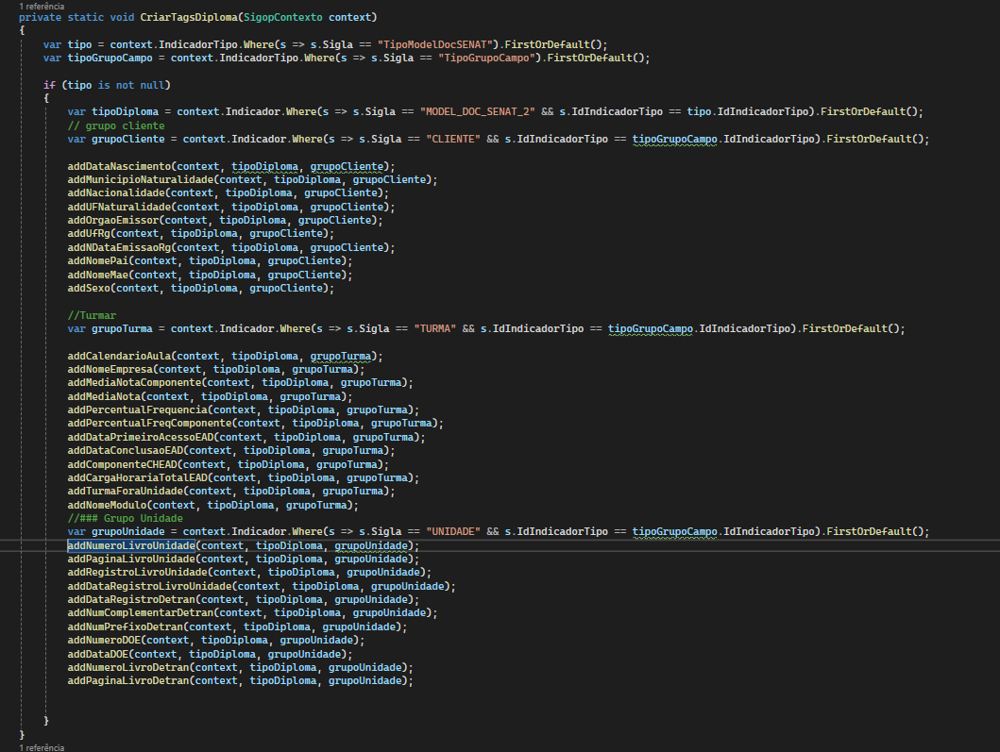 1 referência
private static void CriarTagsDiploma(SigopContexto context)
{
var tipo = context.IndicadorTipo.Where(s => s.Sigla == "TipoModelDocSENAT").FirstOrDefault();
var tipoGrupoCampo = context.IndicadorTipo.Where(s => s.Sigla == "TipoGrupoCampo").FirstOrDefault();
if (tipo is not null)
{
var tipoDiploma = context.Indicador.Where(s => s.Sigla == "MODEL_DOC_SENAT_2" && s.IdIndicadorTipo == tipo.IdIndicadorTipo).FirstOrDefault();
// grupo cliente
var grupoCliente = context.Indicador.Where(s => s.Sigla == "CLIENTE" && s.IdIndicadorTipo == tipoGrupoCampo.IdIndicadorTipo).FirstOrDefault();
addDataNascimento(context, tipoDiploma, grupoCliente);
addMunicipioNaturalidade(context, tipoDiploma, grupoCliente);
addNacionalidade(context, tipoDiploma, grupoCliente);
addUFNaturalidade(context, tipoDiploma, grupoCliente);
addOrgaoEmissor(context, tipoDiploma, grupoCliente);
addUfRg(context, tipoDiploma, grupoCliente);
addNDataEmissaoRg(context, tipoDiploma, grupoCliente);
addNomePai(context, tipoDiploma, grupoCliente);
addNomeMae(context, tipoDiploma, grupoCliente);
addSexo(context, tipoDiploma, grupoCliente);
//Turmar
var grupoTurma = context.Indicador.Where(s => s.Sigla == "TURMA" && s.IdIndicadorTipo == tipoGrupoCampo.IdIndicadorTipo).FirstOrDefault();
addCalendarioAula(context, tipoDiploma, grupoTurma);
addNomeEmpresa(context, tipoDiploma, grupoTurma);
addMediaNotaComponente(context, tipoDiploma, grupoTurma);
addMediaNota(context, tipoDiploma, grupoTurma);
addPercentualFrequencia(context, tipoDiploma, grupoTurma);
addPercentualFreqComponente(context, tipoDiploma, grupoTurma);
addDataPrimeiroAcessoEAD(context, tipoDiploma, grupoTurma);
addDataConclusaoEAD(context, tipoDiploma, grupoTurma);
addComponenteCHEAD(context, tipoDiploma, grupoTurma);
addCargaHorariaTotalEAD(context, tipoDiploma, grupoTurma);
addTurmaForaUnidade(context, tipoDiploma, grupoTurma);
addNomeModulo(context, tipoDiploma, grupoTurma);
//### Grupo Unidade
var grupoUnidade = context.Indicador.Where(s => s.Sigla == "UNIDADE" && s.IdIndicadorTipo == tipoGrupoCampo.IdIndicadorTipo).FirstOrDefault();
addNumeroLivroUnidade(context, tipoDiploma, grupoUnidade);
addPaginaLivroUnidade(context, tipoDiploma, grupoUnidade);
addRegistroLivroUnidade(context, tipoDiploma, grupoUnidade);
addDataRegistroLivroUnidade(context, tipoDiploma, grupoUnidade);
addDataRegistroDetran(context, tipoDiploma, grupoUnidade);
addNumComplementarDetran(context, tipoDiploma, grupoUnidade);
addNumPrefixoDetran(context, tipoDiploma, grupoUnidade);
addNumeroDOE(context, tipoDiploma, grupoUnidade);
addDataDOE(context, tipoDiploma, grupoUnidade);
addNumeroLivroDetran(context, tipoDiploma, grupoUnidade);
addPaginaLivroDetran(context, tipoDiploma, grupoUnidade);
}
}
1 referência